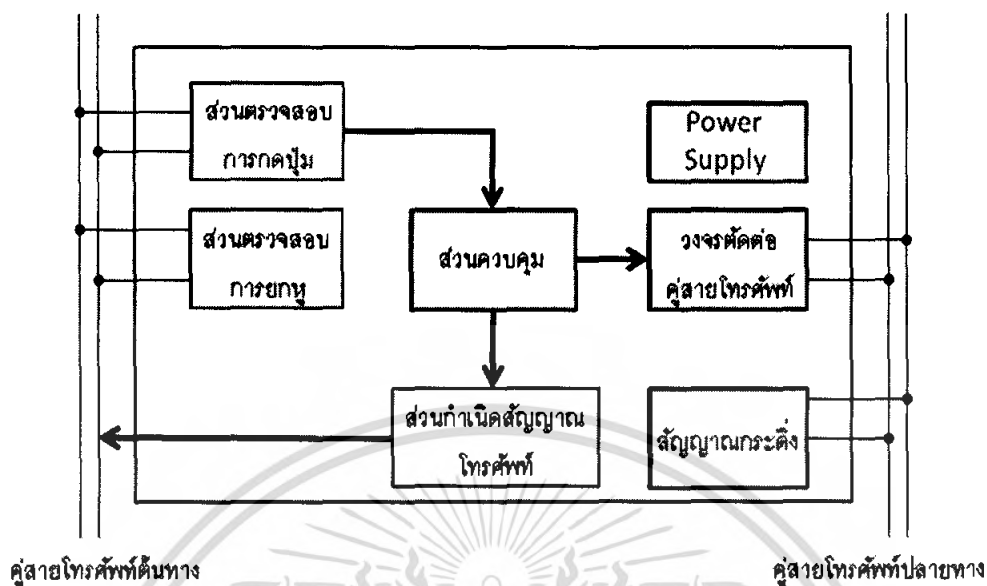 ส่วนตรวจสอบ
การกดปุ่ม
Power
Supply
ส่วนตรวจสอบ
การยกหู
ส่วนควบคุม
วงจรตัดต่อ
คู่สายโทรศัพท์
ส่วนกำเนิดสัญญาณ
โทรศัพท์
สัญญาณกระดิ่ง
คู่สายโทรศัพท์ต้นทาง
คู่สายโทรศัพท์ปลายทาง